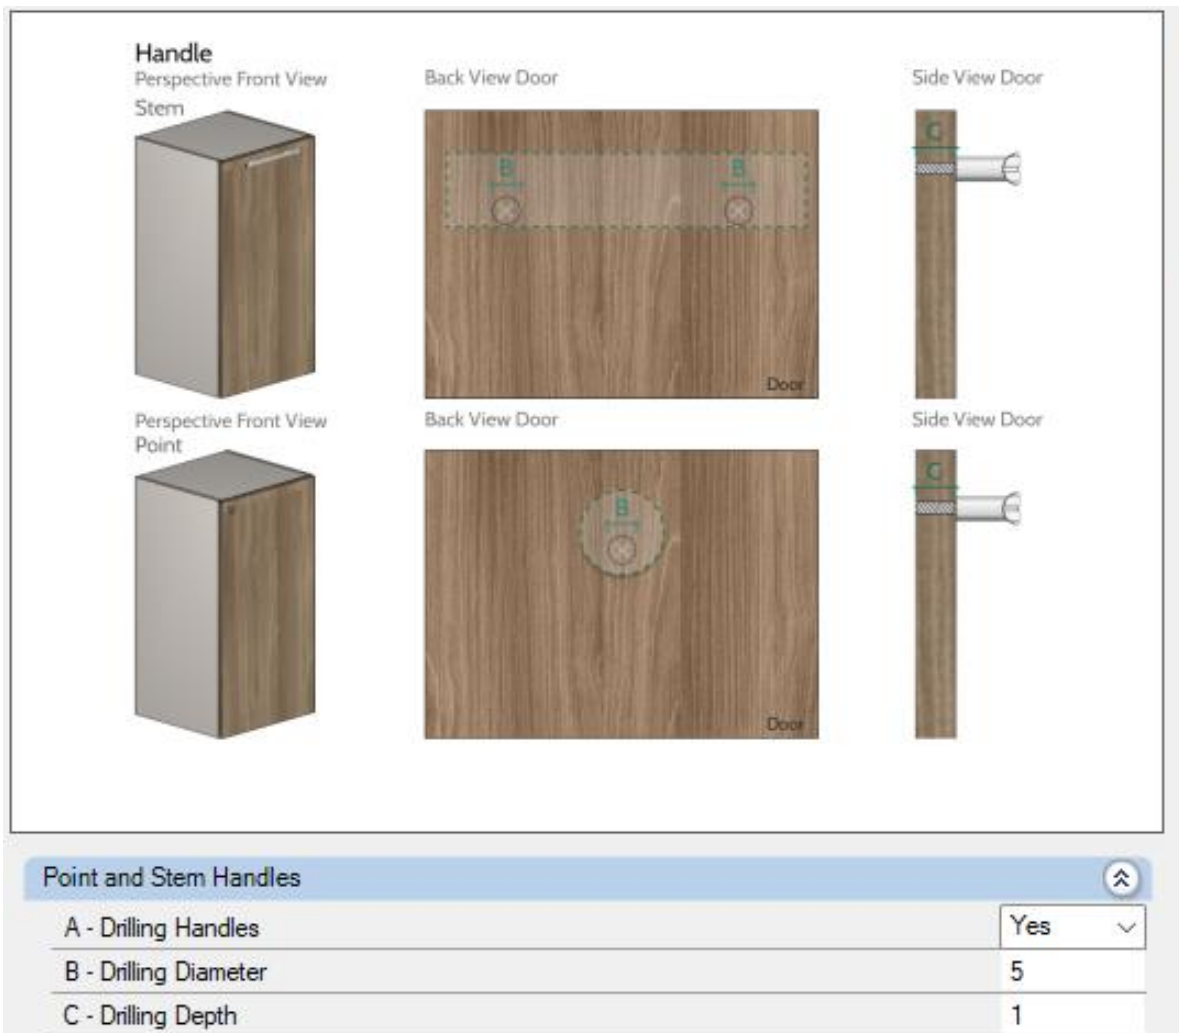 Handle
Perspective Front View
Stem
Back View Door
Side View Door
B
B
C
Door
Perspective Front View
Point
Back View Door
Side View Door
B
C
Door
Point and Stem Handles
A - Drilling Handles Yes
B - Drilling Diameter 5
C - Drilling Depth 1